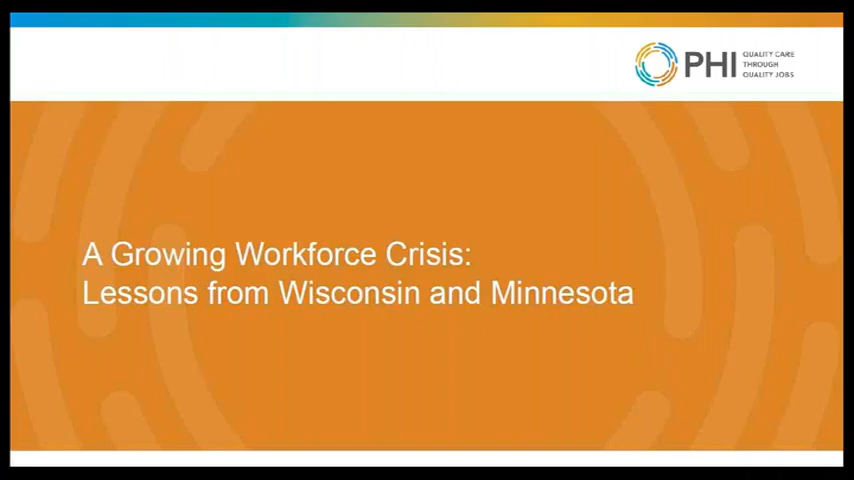 PHI
QUALITY CARE
THROUGH
QUALITY JOBS
A Growing Workforce Crisis:
Lessons from Wisconsin and Minnesota